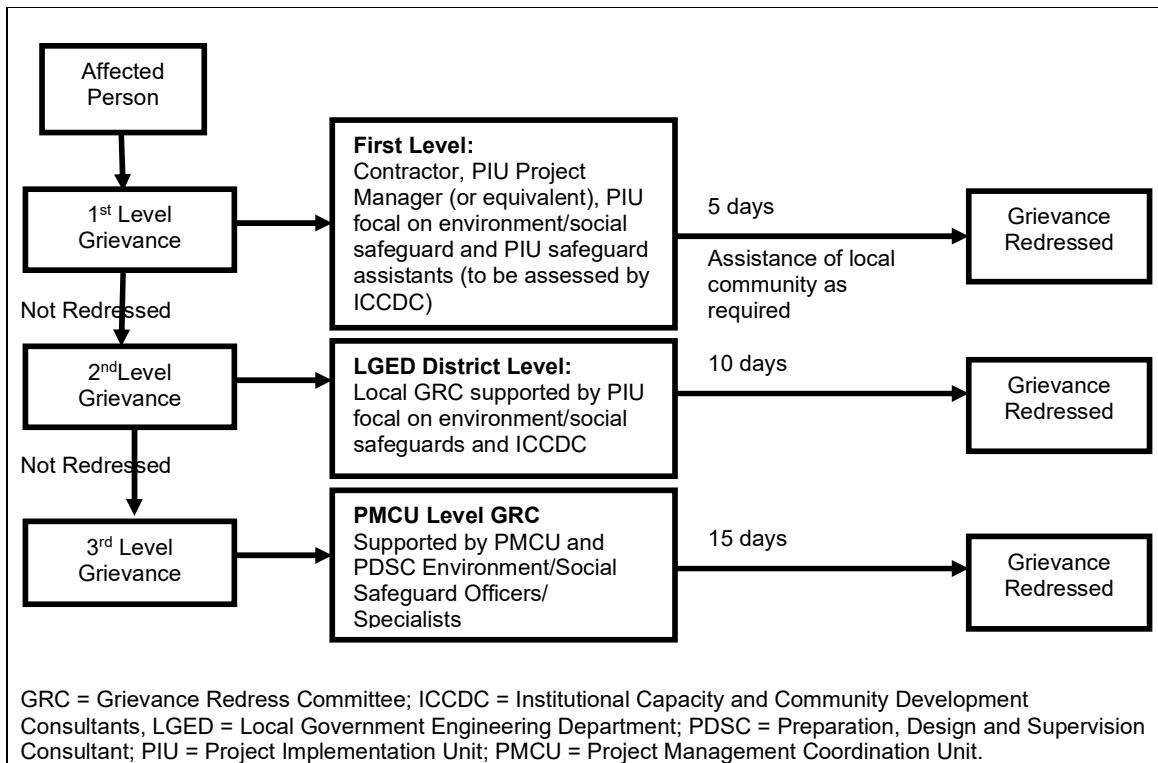 Affected
Person
1st Level
Grievance
First Level:
Contractor, PIU Project
Manager (or equivalent), PIU
focal on environment/social
safeguard and PIU safeguard
assistants (to be assessed by
ICCDC)
5 days
Assistance of local
community as
required
Grievance
Redressed
Not Redressed
2ndLevel
Grievance
LGED District Level:
Local GRC supported by PIU
focal on environment/social
safeguards and ICCDC
10 days
Grievance
Redressed
Not Redressed
3rd Level
Grievance
PMCU Level GRC
Supported by PMCU and
PDSC Environment/Social
Safeguard Officers/
Specialists
15 days
Grievance
Redressed
GRC = Grievance Redress Committee; ICCDC = Institutional Capacity and Community Development
Consultants, LGED = Local Government Engineering Department; PDSC = Preparation, Design and Supervision
Consultant; PIU = Project Implementation Unit; PMCU = Project Management Coordination Unit.